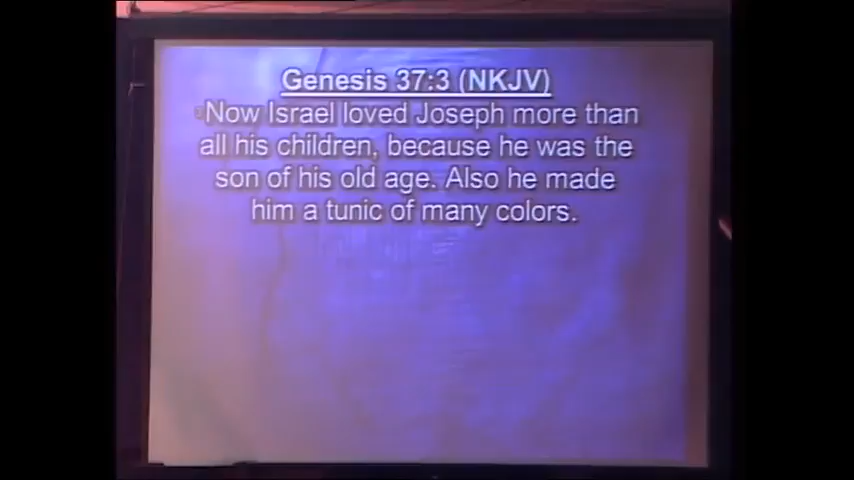 Genesis 37:3 (NKJV)
Now Israel loved Joseph more than
all his children, because he was the
son of his old age. Also he made
him a tunic of many colors.